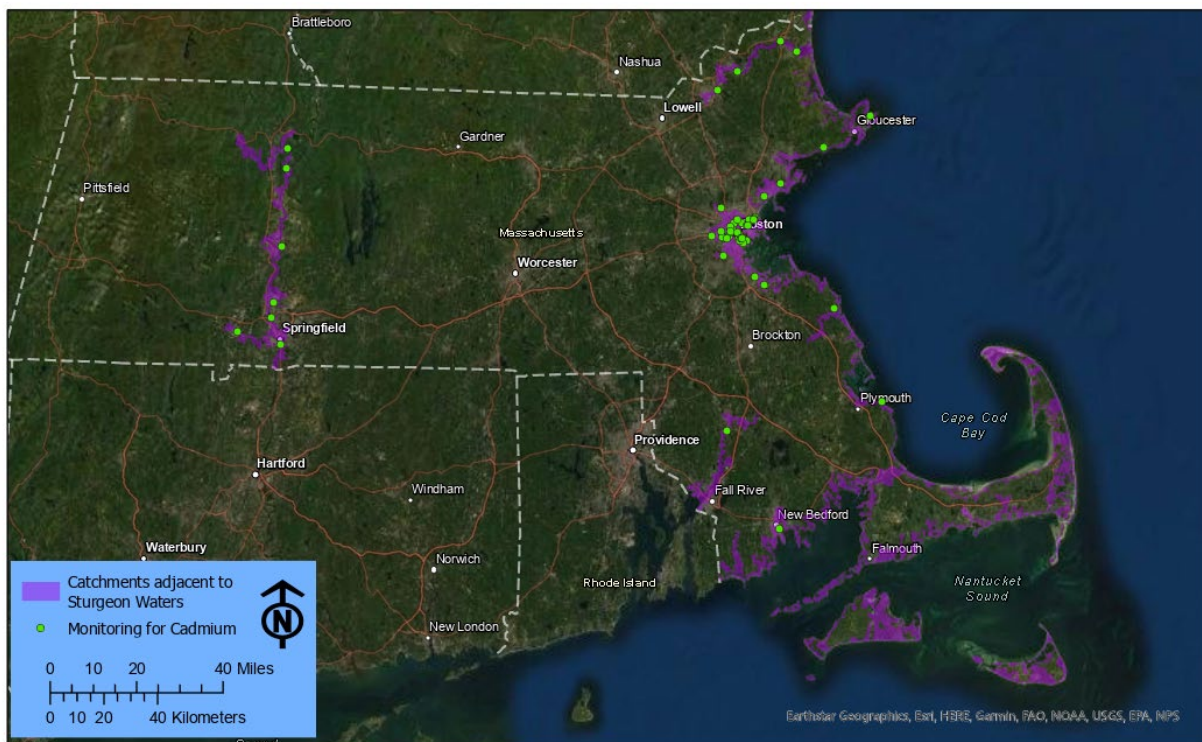 Brattleboro
Nashua
Lowell
Gardner
Gloucester
Pittsfield
Massachusetts
Boston
Worcester
Springfield
Brockton
Plymouth
Cape Cod
Bay
Providence
Hartford
Windham
Fall River
New Bedford
Waterbury
Norwich
Falmouth
Rhode Island
Nantucket
Sound
New London
Catchments adjacent to
Sturgeon Waters
Monitoring for Cadmium
N
0 10 20 40 Miles
0 10 20 40 Kilometers
Earthstar Geographics, Esri, HERE, Garmin, FAO, NOAA, USGS, EPA, NPS